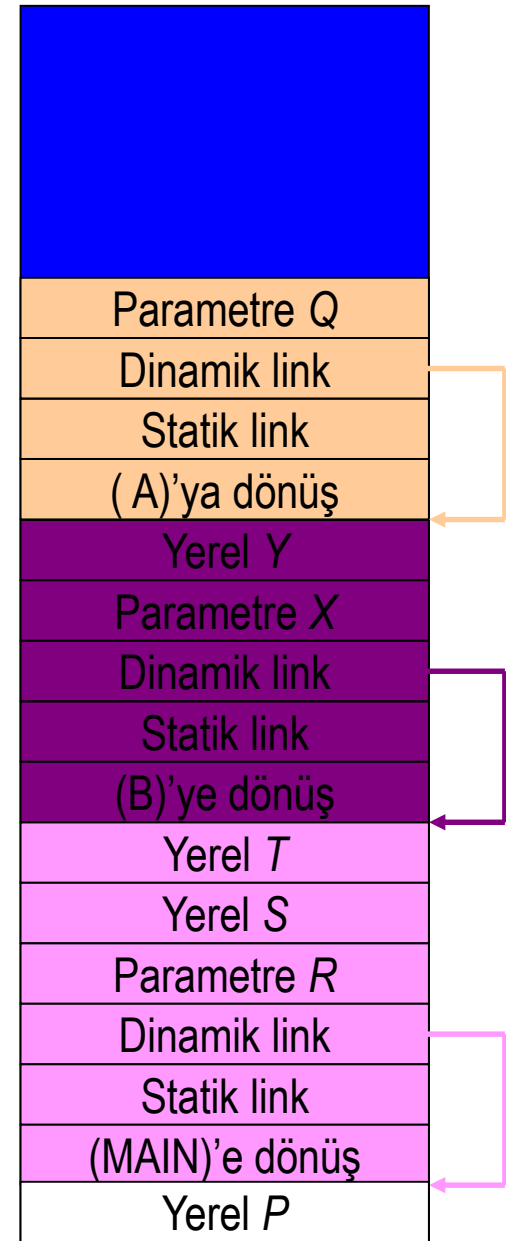 Parametre Q
Dinamik link
Statik link
( A)’ya dönüş
Yerel Y
Parametre X
Dinamik link
Statik link
(B)’ye dönüş
Yerel T
Yerel S
Parametre R
Dinamik link
Statik link
(MAIN)’e dönüş
Yerel P